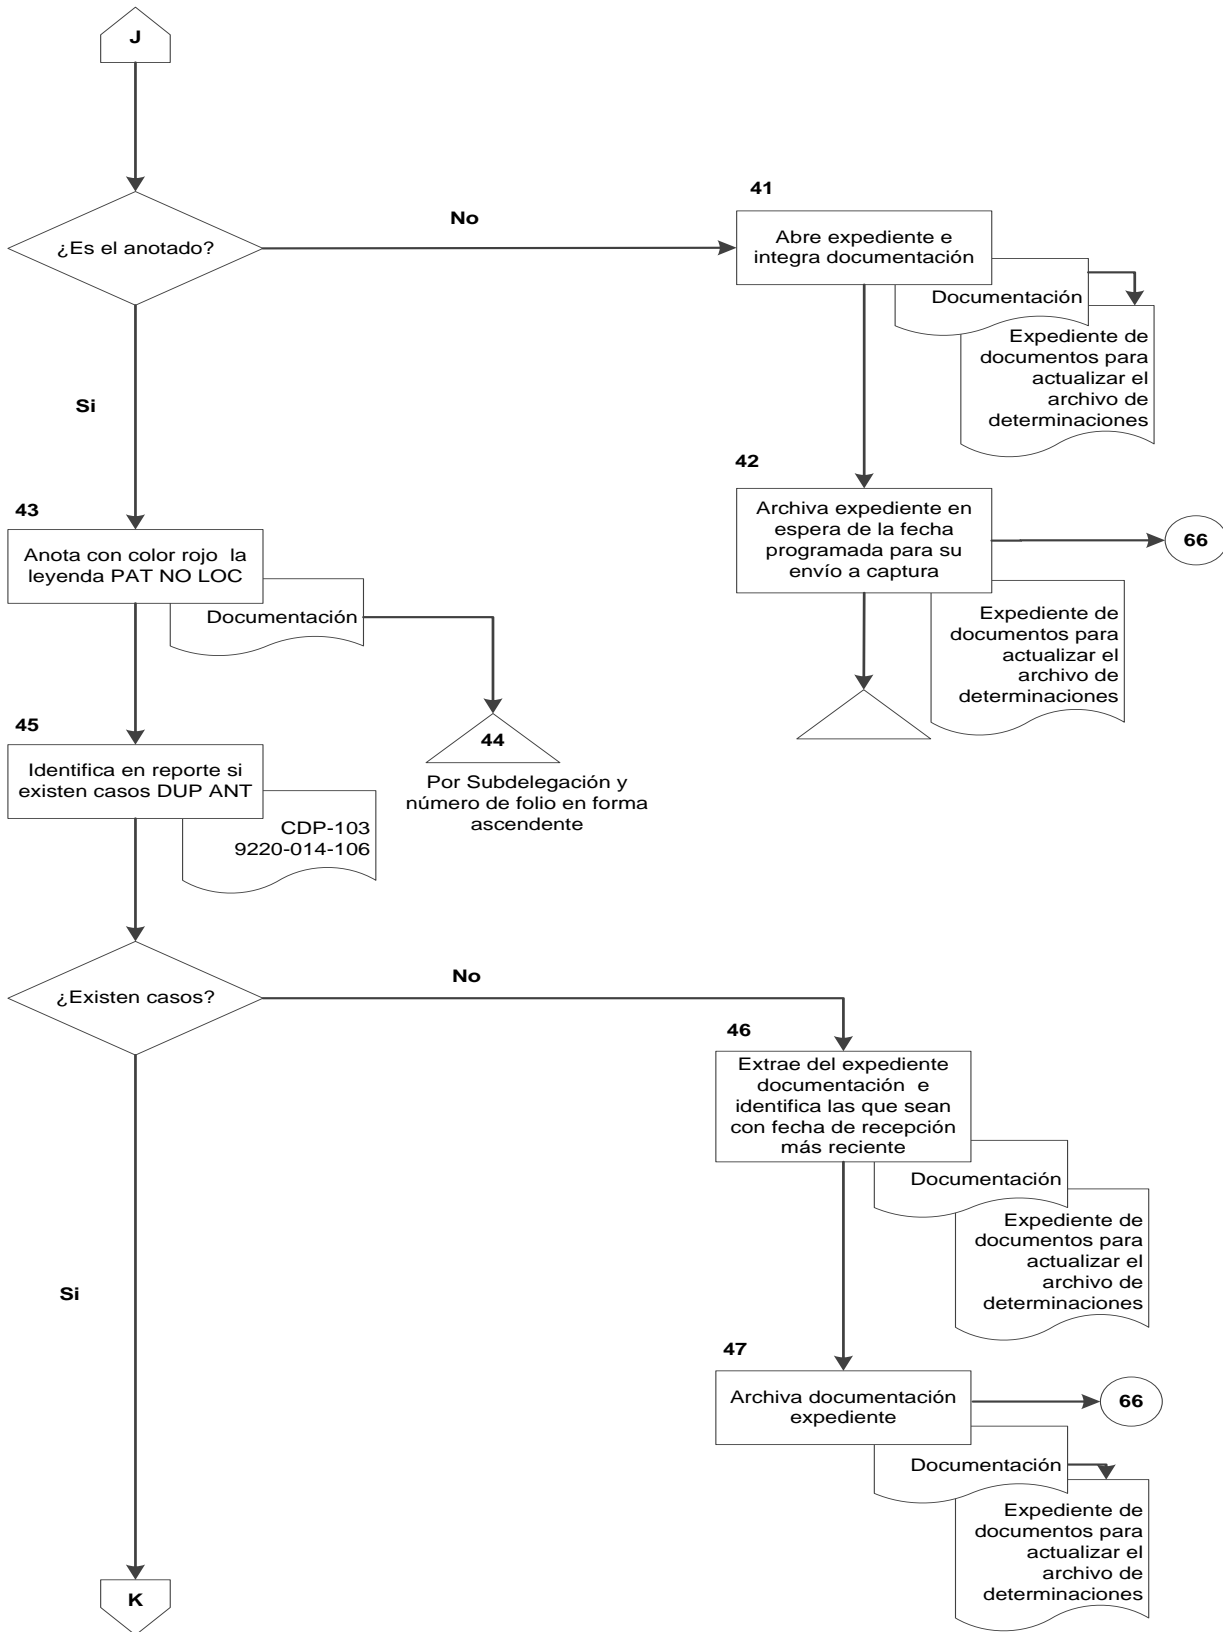 J
¿Es el anotado?
No
41
Abre expediente e
integra documentación
Documentación
Expediente de
documentos para
actualizar el
archivo de
determinaciones
Si
42
Archiva expediente en
espera de la fecha
programada para su
envío a captura
66
Expediente de
documentos para
actualizar el
archivo de
determinaciones
43
Anota con color rojo la
leyenda PAT NO LOC
Documentación
44
Por Subdelegación y
número de folio en forma
ascendente
45
Identifica en reporte si
existen casos DUP ANT
CDP-103
9220-014-106
¿Existen casos?
No
46
Extrae del expediente
documentación e
identifica las que sean
con fecha de recepción
más reciente
Documentación
Expediente de
documentos para
actualizar el
archivo de
determinaciones
Si
47
Archiva documentación
expediente
66
Documentación
Expediente de
documentos para
actualizar el
archivo de
determinaciones
K